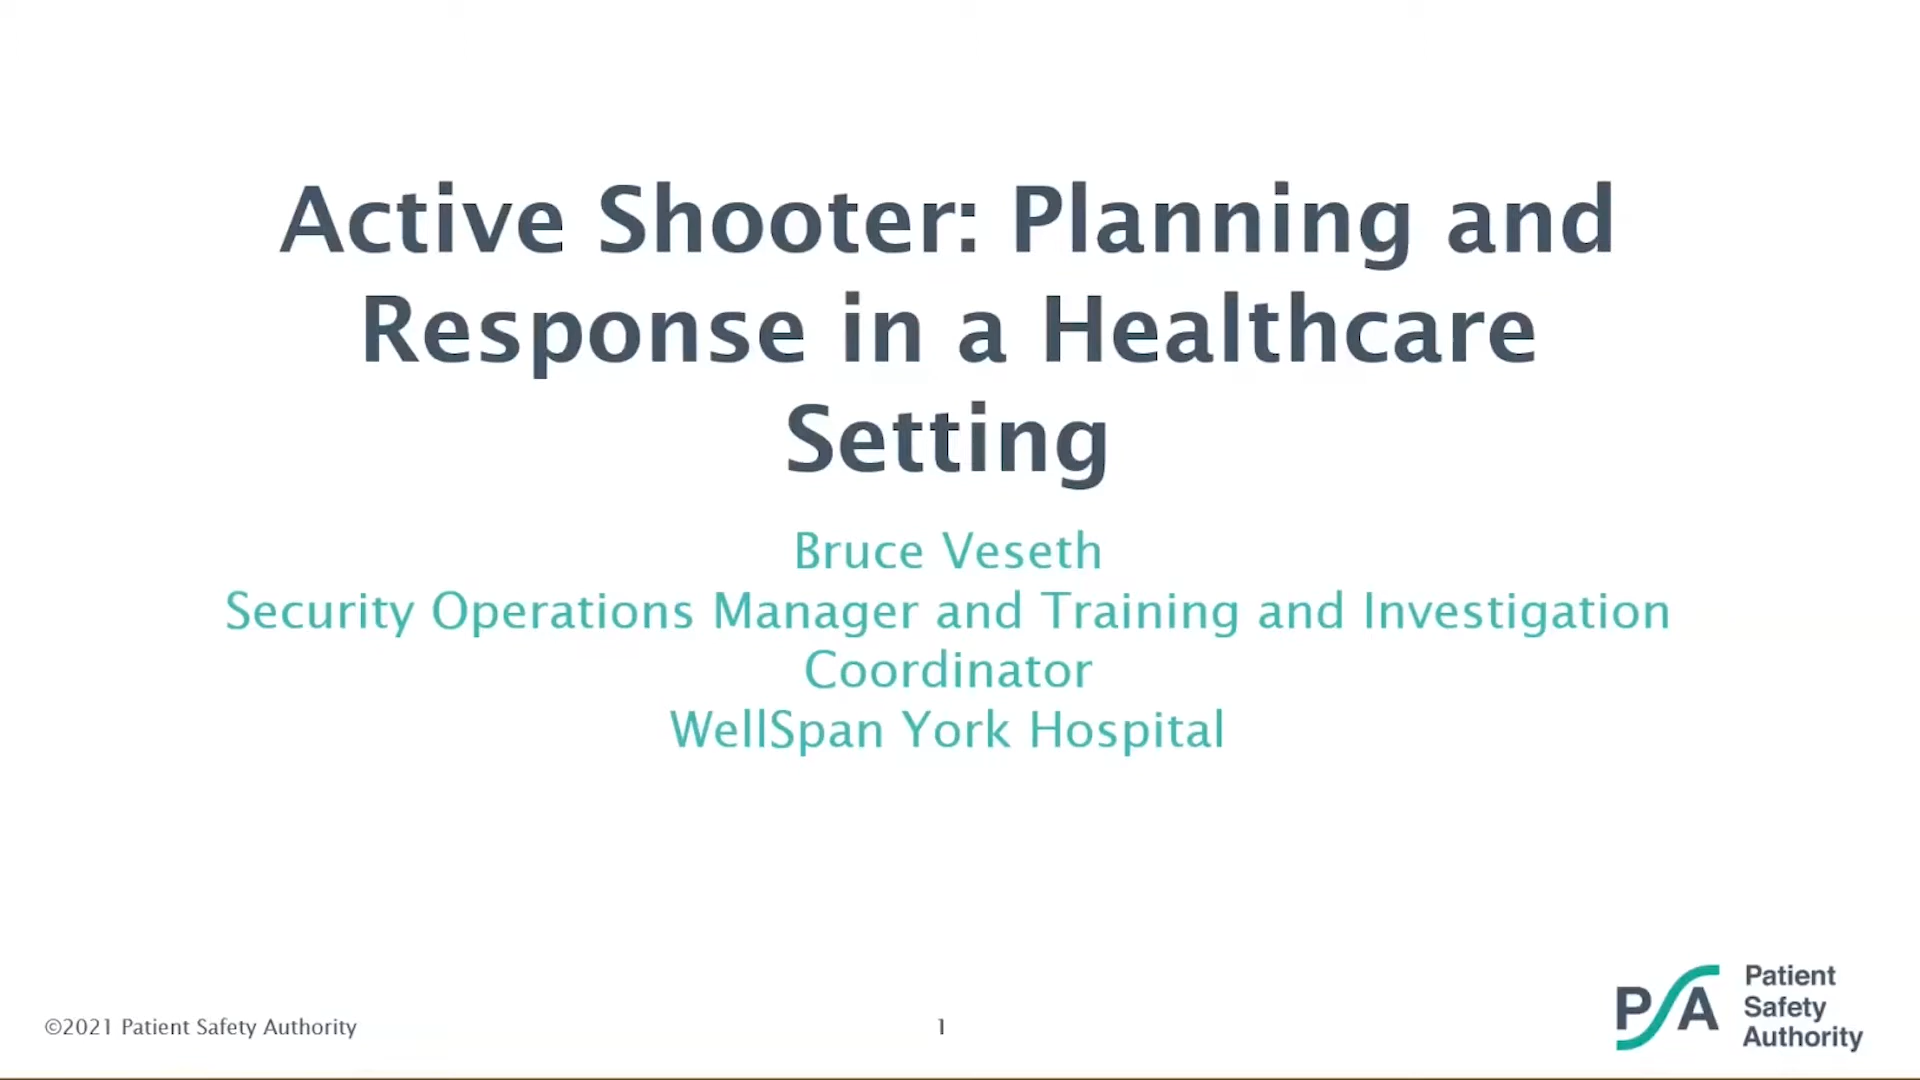 Active Shooter: Planning and
Response in a Healthcare
Setting
Bruce Veseth
Security Operations Manager and Training and Investigation
Coordinator
WellSpan York Hospital
©2021 Patient Safety Authority
1
PSA
Patient
Safety
Authority